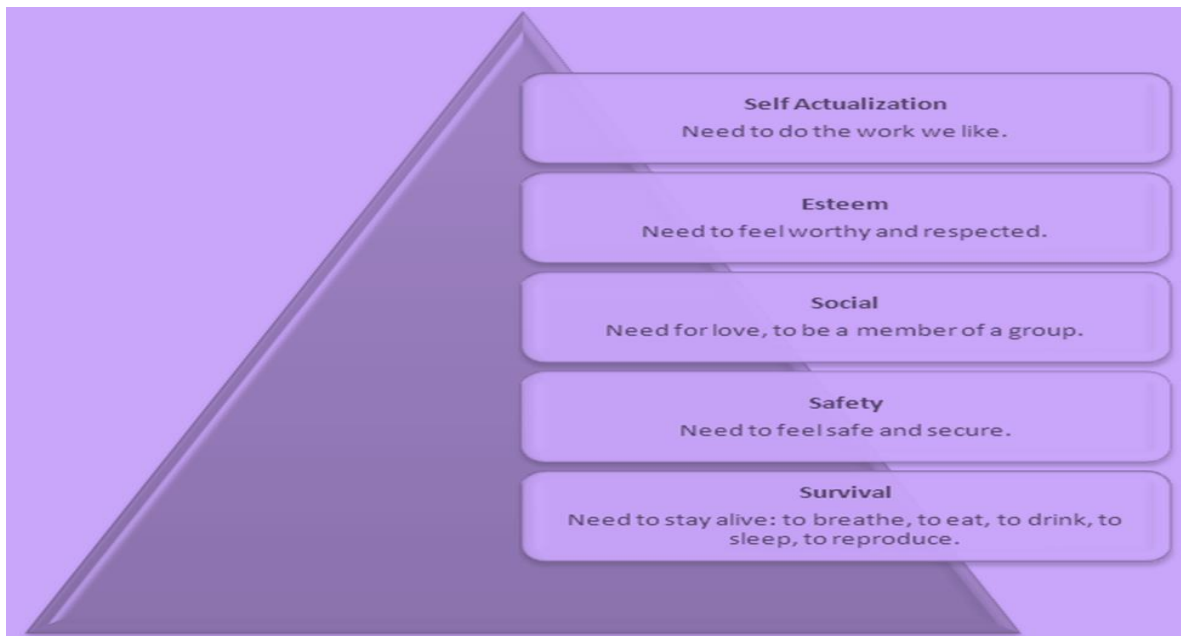 Self Actualization
Need to do the work we like.
Esteem
Need to feel worthy and respected.
Social
Need for love, to be a member of a group.
Safety
Need to feel safe and secure.
Survival
Need to stay alive: to breathe, to eat, to drink, to
sleep, to reproduce.